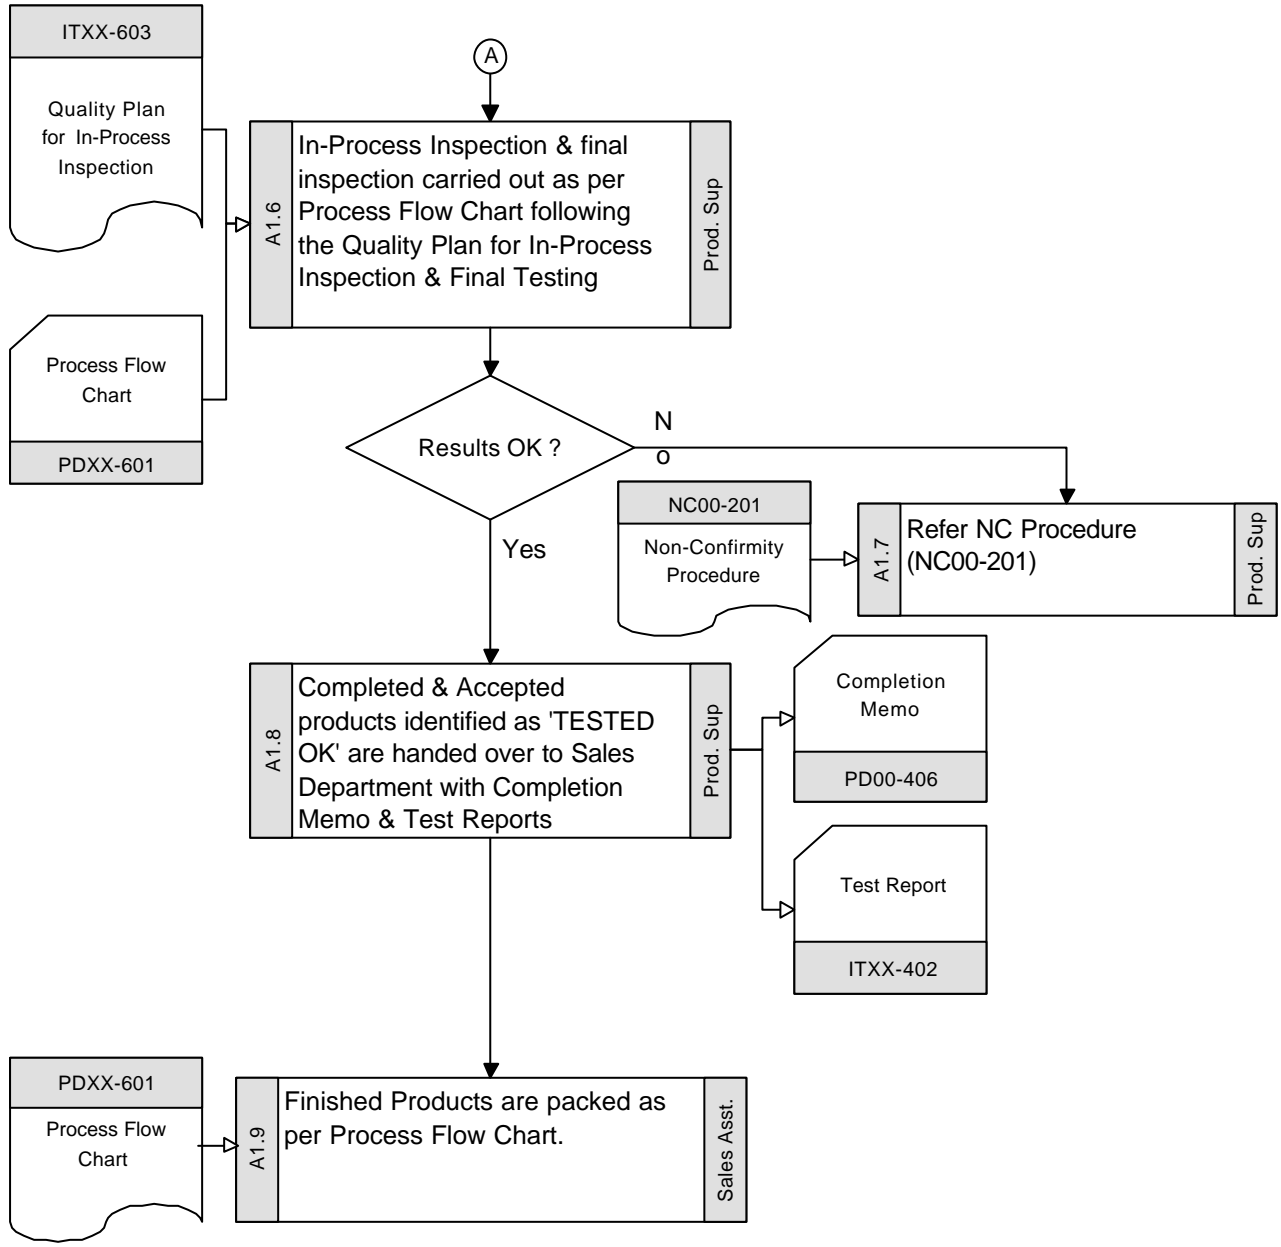 ITXX-603
Quality Plan
for In-Process
Inspection
A
A1.6
In-Process Inspection & final
inspection carried out as per
Process Flow Chart following
the Quality Plan for In-Process
Inspection & Final Testing
Prod. Sup
Process Flow
Chart
PDXX-601
Results OK ?
N
o
Yes
NC00-201
Non-Confirmity
Procedure
A1.7
Refer NC Procedure
(NC00-201)
Prod. Sup
A1.8
Completed & Accepted
products identified as 'TESTED
OK' are handed over to Sales
Department with Completion
Memo & Test Reports
Prod. Sup
Completion
Memo
PD00-406
Test Report
ITXX-402
PDXX-601
Process Flow
Chart
A1.9
Finished Products are packed as
per Process Flow Chart.
Sales Asst.